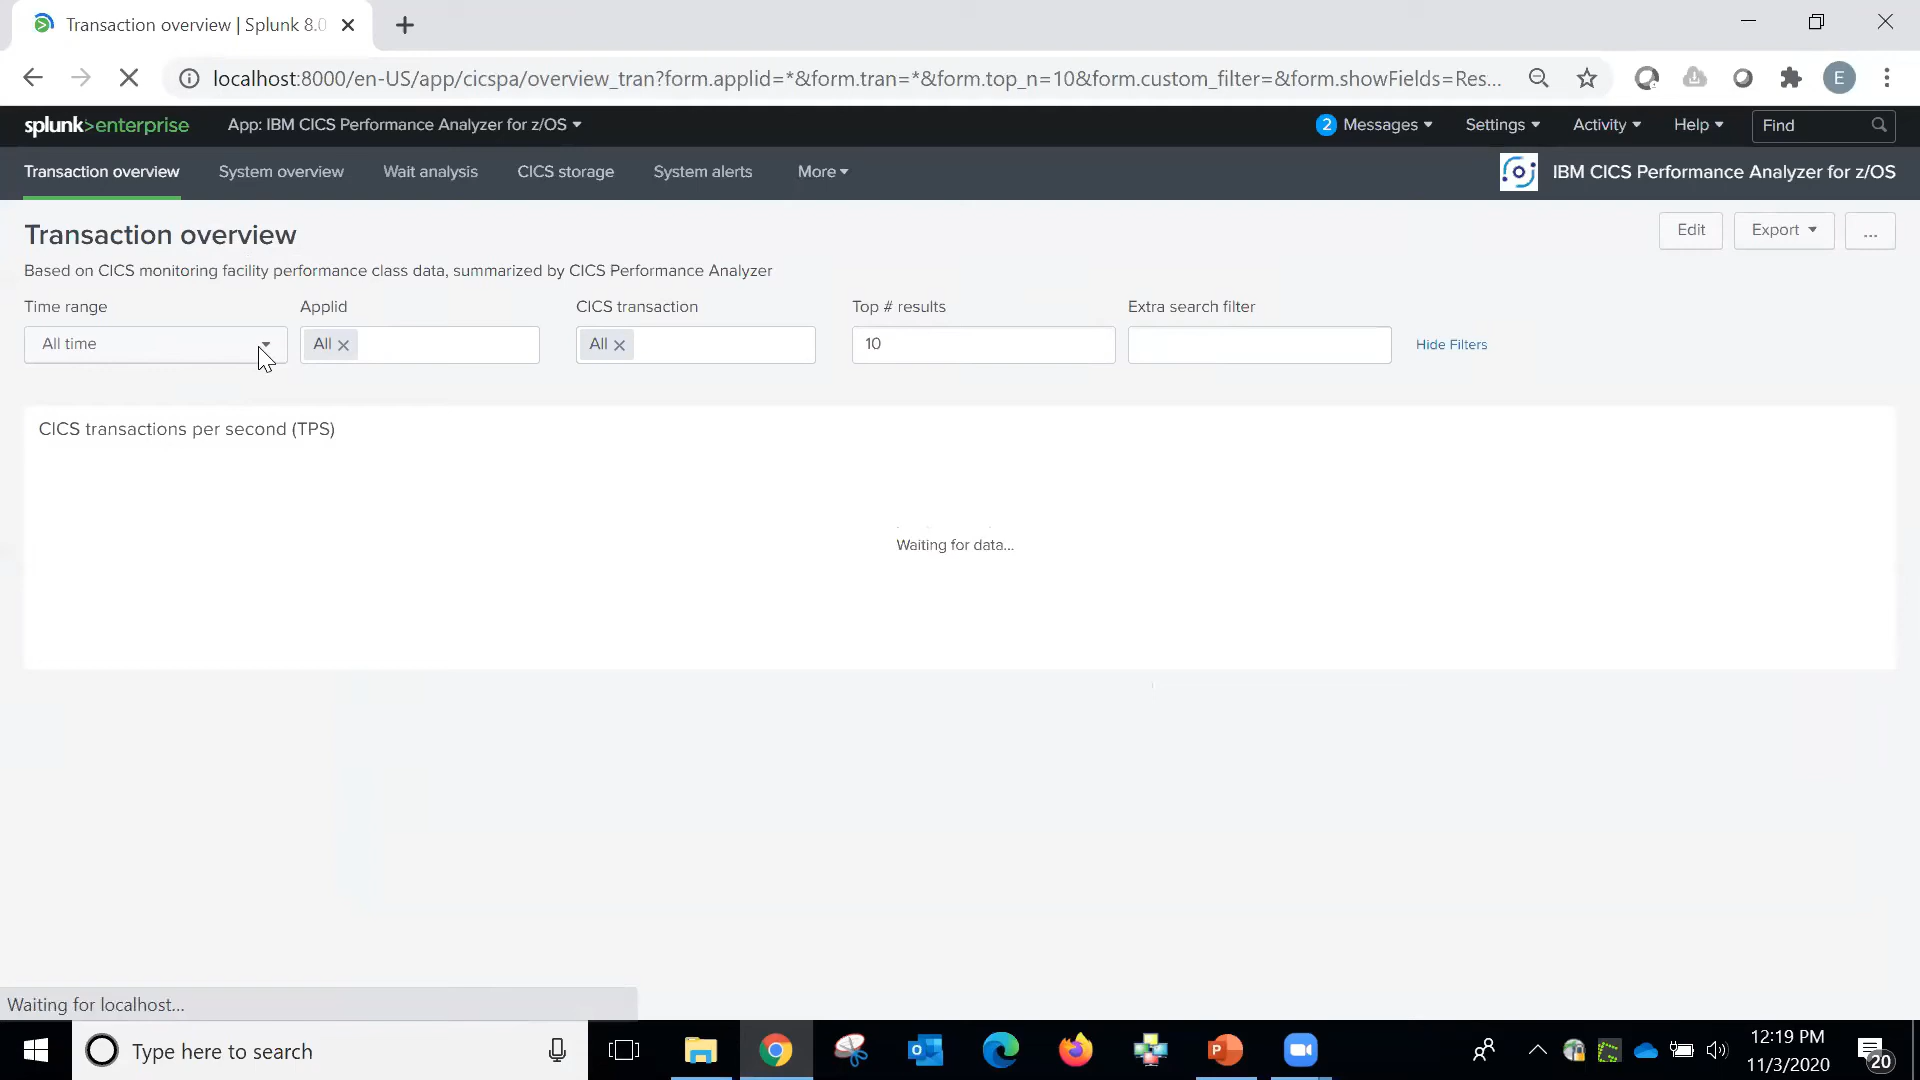 Transaction overview | Splunk 8.0
localhost:8000/en-US/app/cicspa/overview_tran?form.applid=*&form.tran=*&form.top_n=10&form.custom_filter=&form.showFields=Res...
E
splunk>enterprise
App: IBM CICS Performance Analyzer for z/OS
2 Messages
Settings
Activity
Help
Find
Transaction overview
System overview
Wait analysis
CICS storage
System alerts
More
IBM CICS Performance Analyzer for z/OS
Transaction overview
Edit
Export
...
Based on CICS monitoring facility performance class data, summarized by CICS Performance Analyzer
Time range
Applid
CICS transaction
Top # results
Extra search filter
All time
All
All
10
Hide Filters
CICS transactions per second (TPS)
Waiting for data...
Waiting for localhost...
Type here to search
12:19 PM
11/3/2020
20